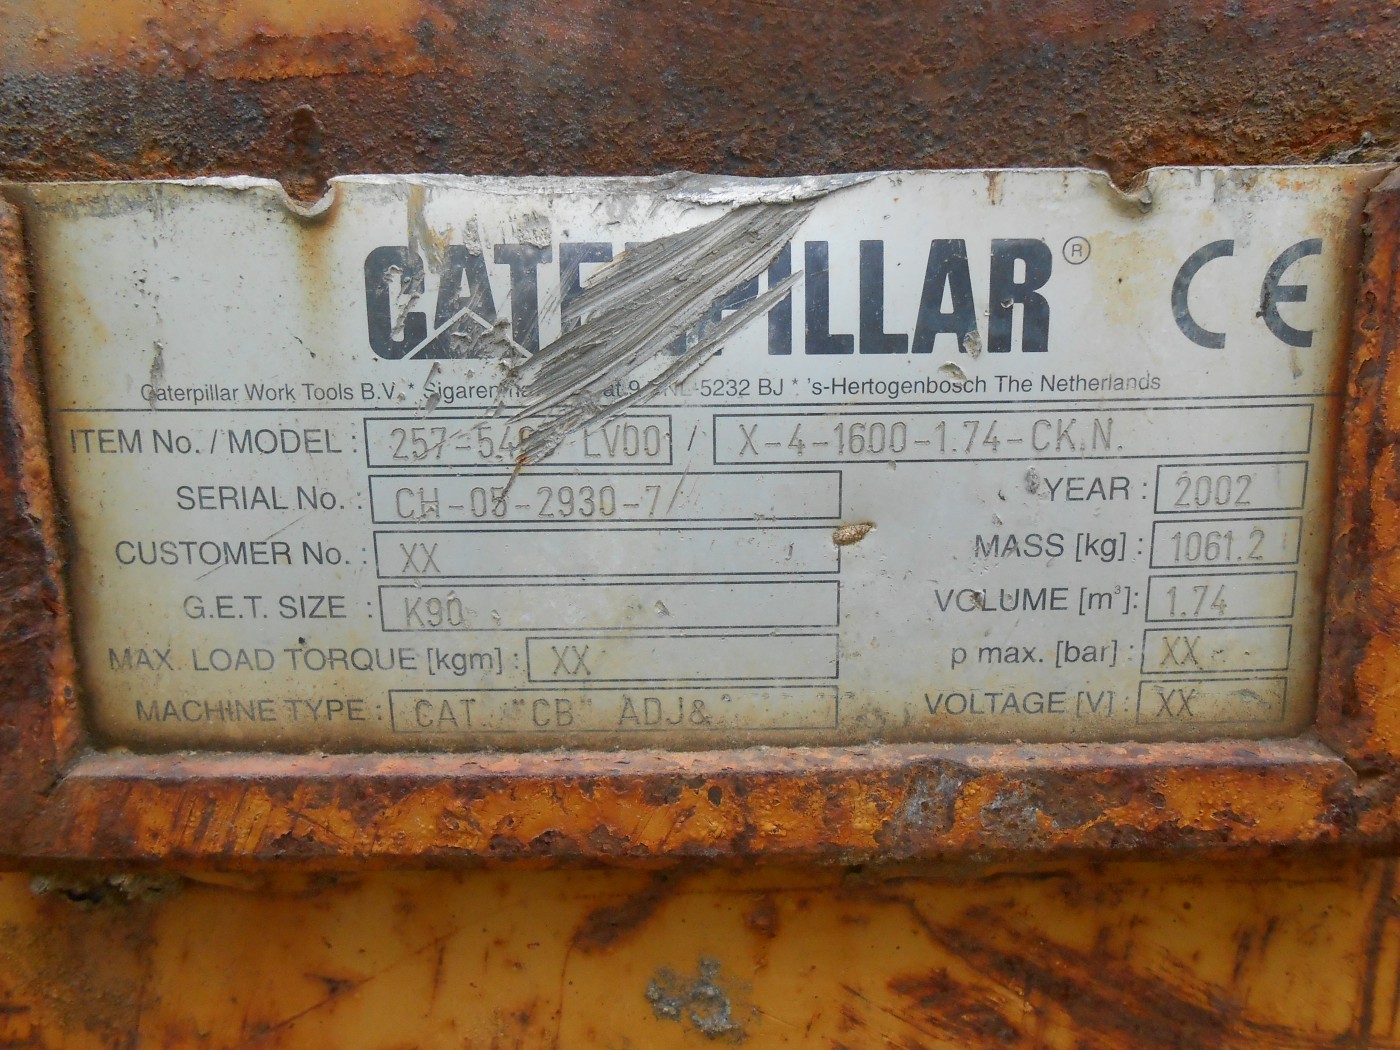 CATERPILLAR® CE
Caterpillar Work Tools B.V. * NL-5232 BJ * 's-Hertogenbosch The Netherlands
ITEM No. / MODEL : LV00 / X-4-1600-1.74-CK.N.
SERIAL No. : CH-05-2930-7/ YEAR : 2002
CUSTOMER No. : XX MASS [kg] : 1061.2
G.E.T. SIZE : K90 VOLUME [m³]: 1.74
MAX. LOAD TORQUE [kgm] : XX p max. [bar] : XX
MACHINE TYPE : CAT. "CB" ADJ& VOLTAGE [V] : XX